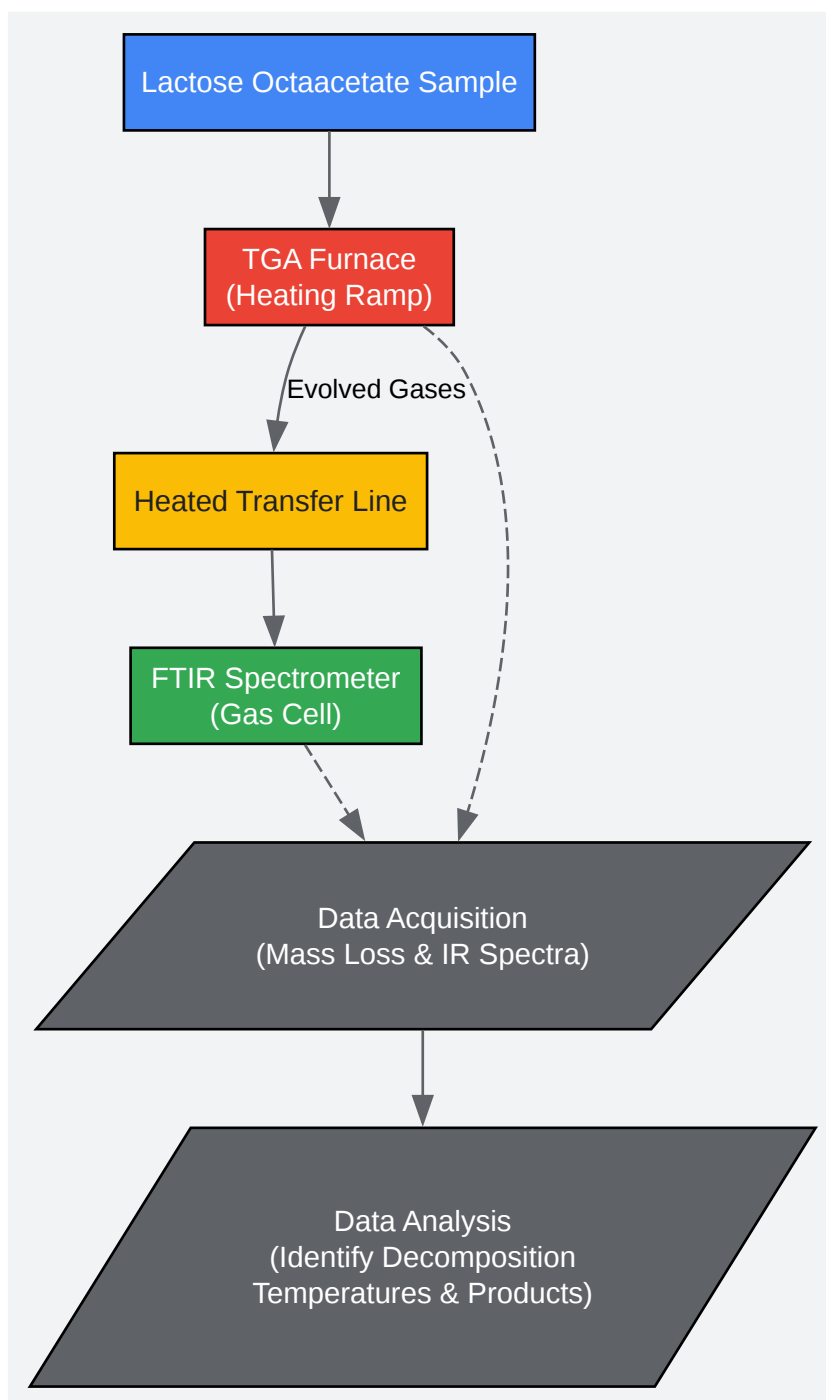 Lactose Octaacetate Sample
TGA Furnace
(Heating Ramp)
Evolved Gases
Heated Transfer Line
FTIR Spectrometer
(Gas Cell)
Data Acquisition
(Mass Loss & IR Spectra)
Data Analysis
(Identify Decomposition
Temperatures & Products)